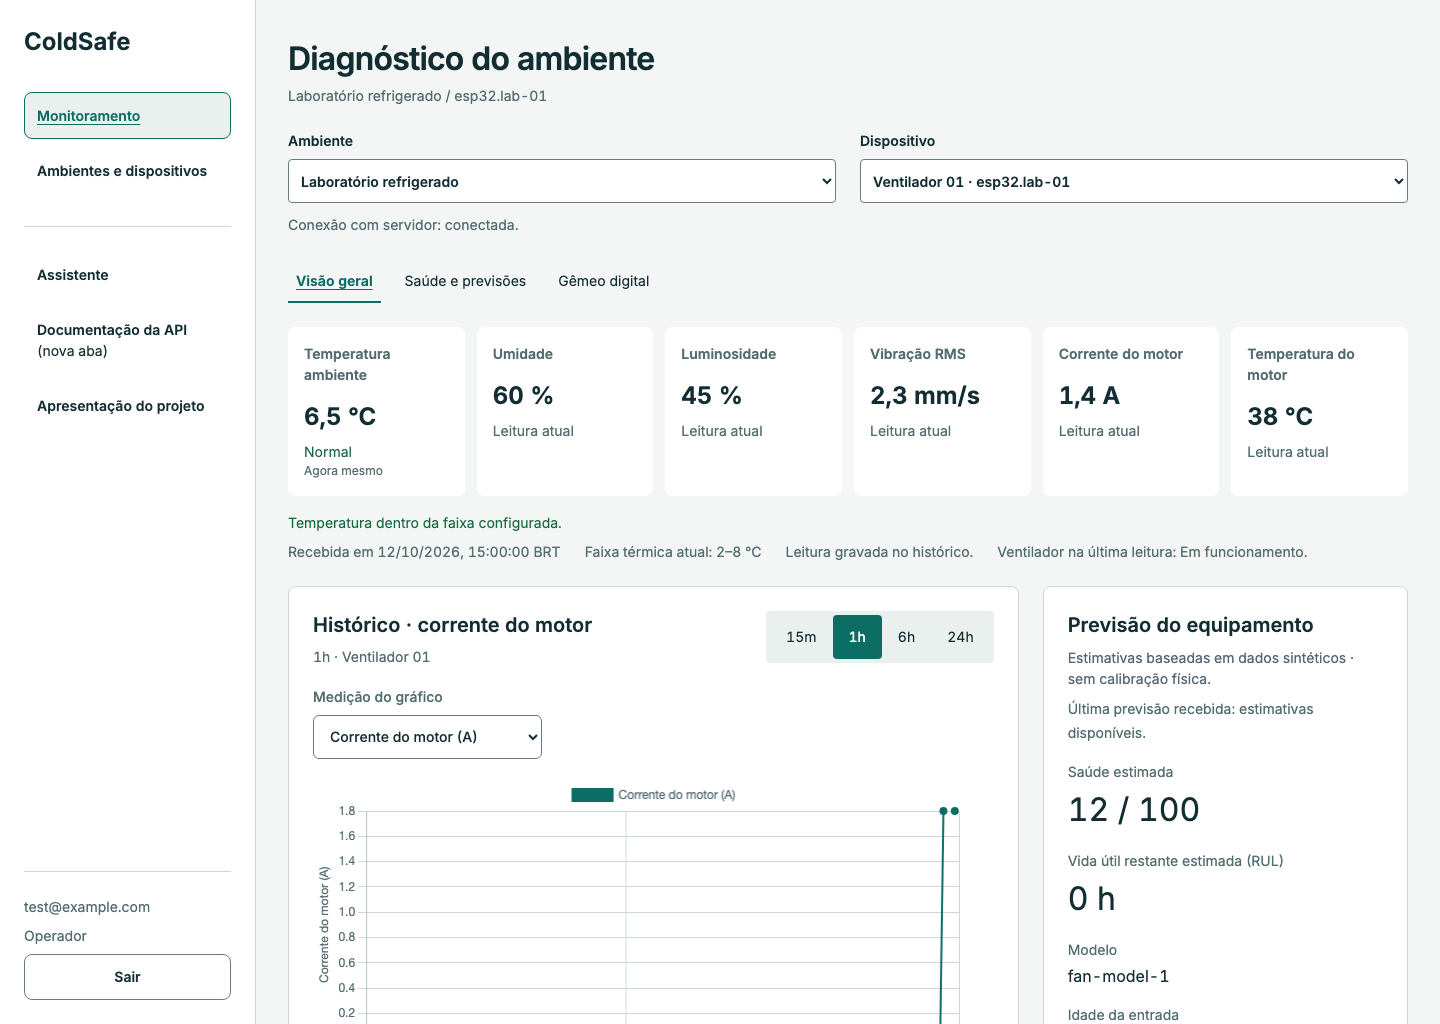 ColdSafe
Monitoramento
Ambientes e dispositivos
Assistente
Documentação da API
(nova aba)
Apresentação do projeto
test@example.com
Operador
Sair
Diagnóstico do ambiente
Laboratório refrigerado / esp32.lab-01
Ambiente
Laboratório refrigerado
Dispositivo
Ventilador 01 · esp32.lab-01
Conexão com servidor: conectada.
Visão geral
Saúde e previsões
Gêmeo digital
Temperatura
ambiente
6,5 °C
Normal
Agora mesmo
Umidade
60 %
Leitura atual
Luminosidade
45 %
Leitura atual
Vibração RMS
2,3 mm/s
Leitura atual
Corrente do motor
1,4 A
Leitura atual
Temperatura do
motor
38 °C
Leitura atual
Temperatura dentro da faixa configurada.
Recebida em 12/10/2026, 15:00:00 BRT
Faixa térmica atual: 2–8 °C
Leitura gravada no histórico.
Ventilador na última leitura: Em funcionamento.
Histórico · corrente do motor
1h · Ventilador 01
15m
1h
6h
24h
Medição do gráfico
Corrente do motor (A)
Corrente do motor (A)
Corrente do motor (A)
1.8
1.6
1.4
1.2
1.0
0.8
0.6
0.4
0.2
Previsão do equipamento
Estimativas baseadas em dados sintéticos ·
sem calibração física.
Última previsão recebida: estimativas
disponíveis.
Saúde estimada
12 / 100
Vida útil restante estimada (RUL)
0 h
Modelo
fan-model-1
Idade da entrada